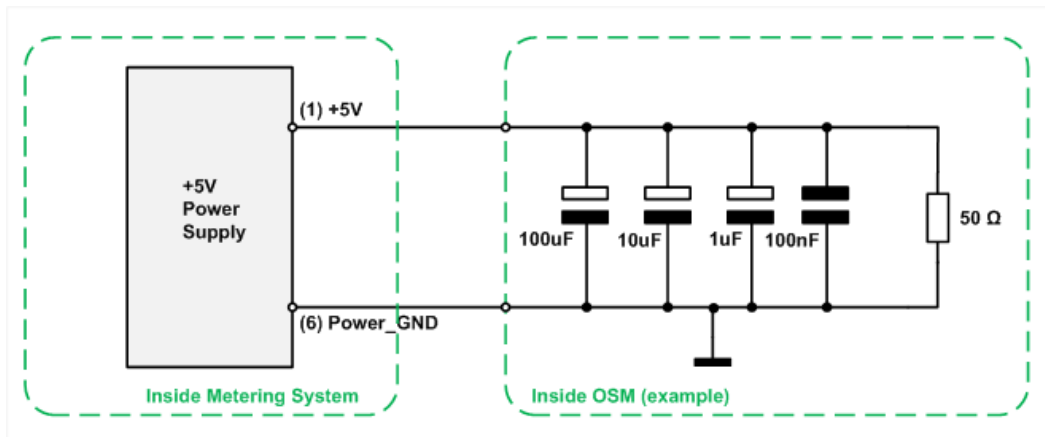 (1) +5V
+5V
Power
Supply
50 Ω
100uF
10uF
1uF
100nF
(6) Power_GND
Inside Metering System
Inside OSM (example)